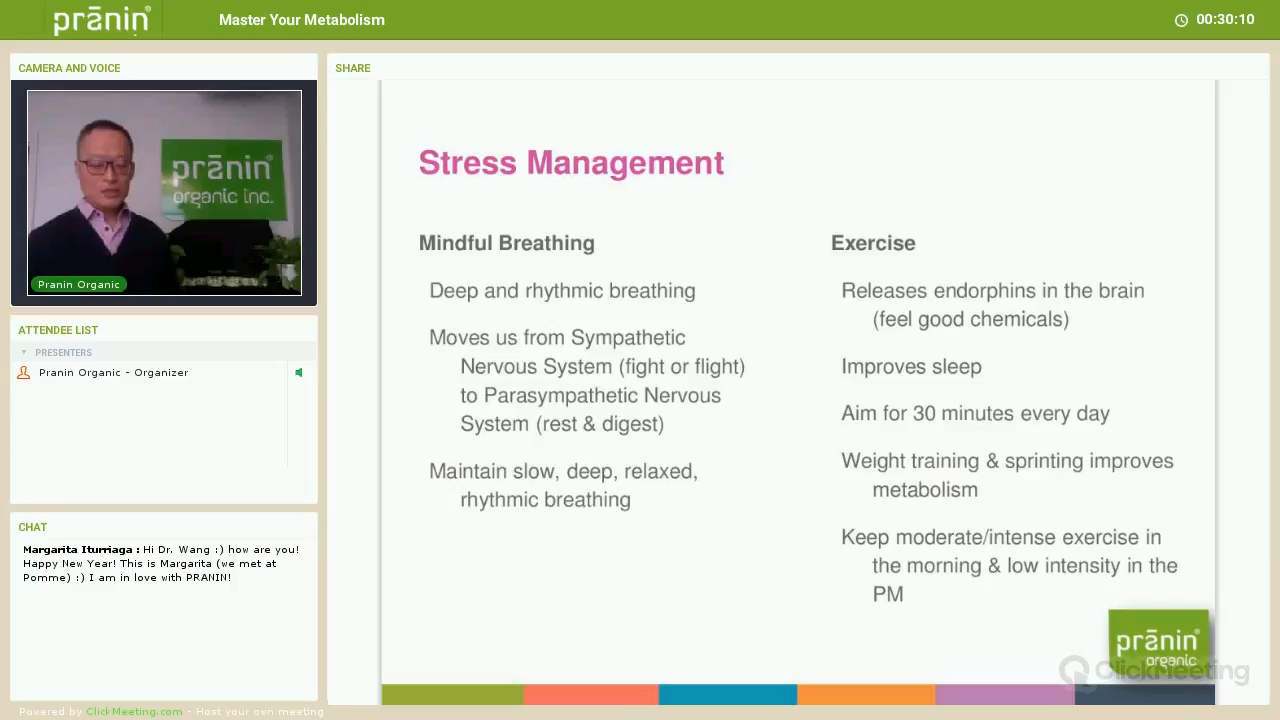 prānin®
Master Your Metabolism
00:30:10
CAMERA AND VOICE
prānin®
organic inc.
Pranin Organic
ATTENDEE LIST
PRESENTERS
Pranin Organic - Organizer
CHAT
Margarita Iturriaga : Hi Dr. Wang :) how are you!
Happy New Year! This is Margarita (we met at
Pomme) :) I am in love with PRANIN!
Powered by ClickMeeting.com - Host your own meeting
SHARE
Stress Management
Mindful Breathing
Deep and rhythmic breathing
Moves us from Sympathetic
Nervous System (fight or flight)
to Parasympathetic Nervous
System (rest & digest)
Maintain slow, deep, relaxed,
rhythmic breathing
Exercise
Releases endorphins in the brain
(feel good chemicals)
Improves sleep
Aim for 30 minutes every day
Weight training & sprinting improves
metabolism
Keep moderate/intense exercise in
the morning & low intensity in the
PM
prānin®
organic
ClickMeeting